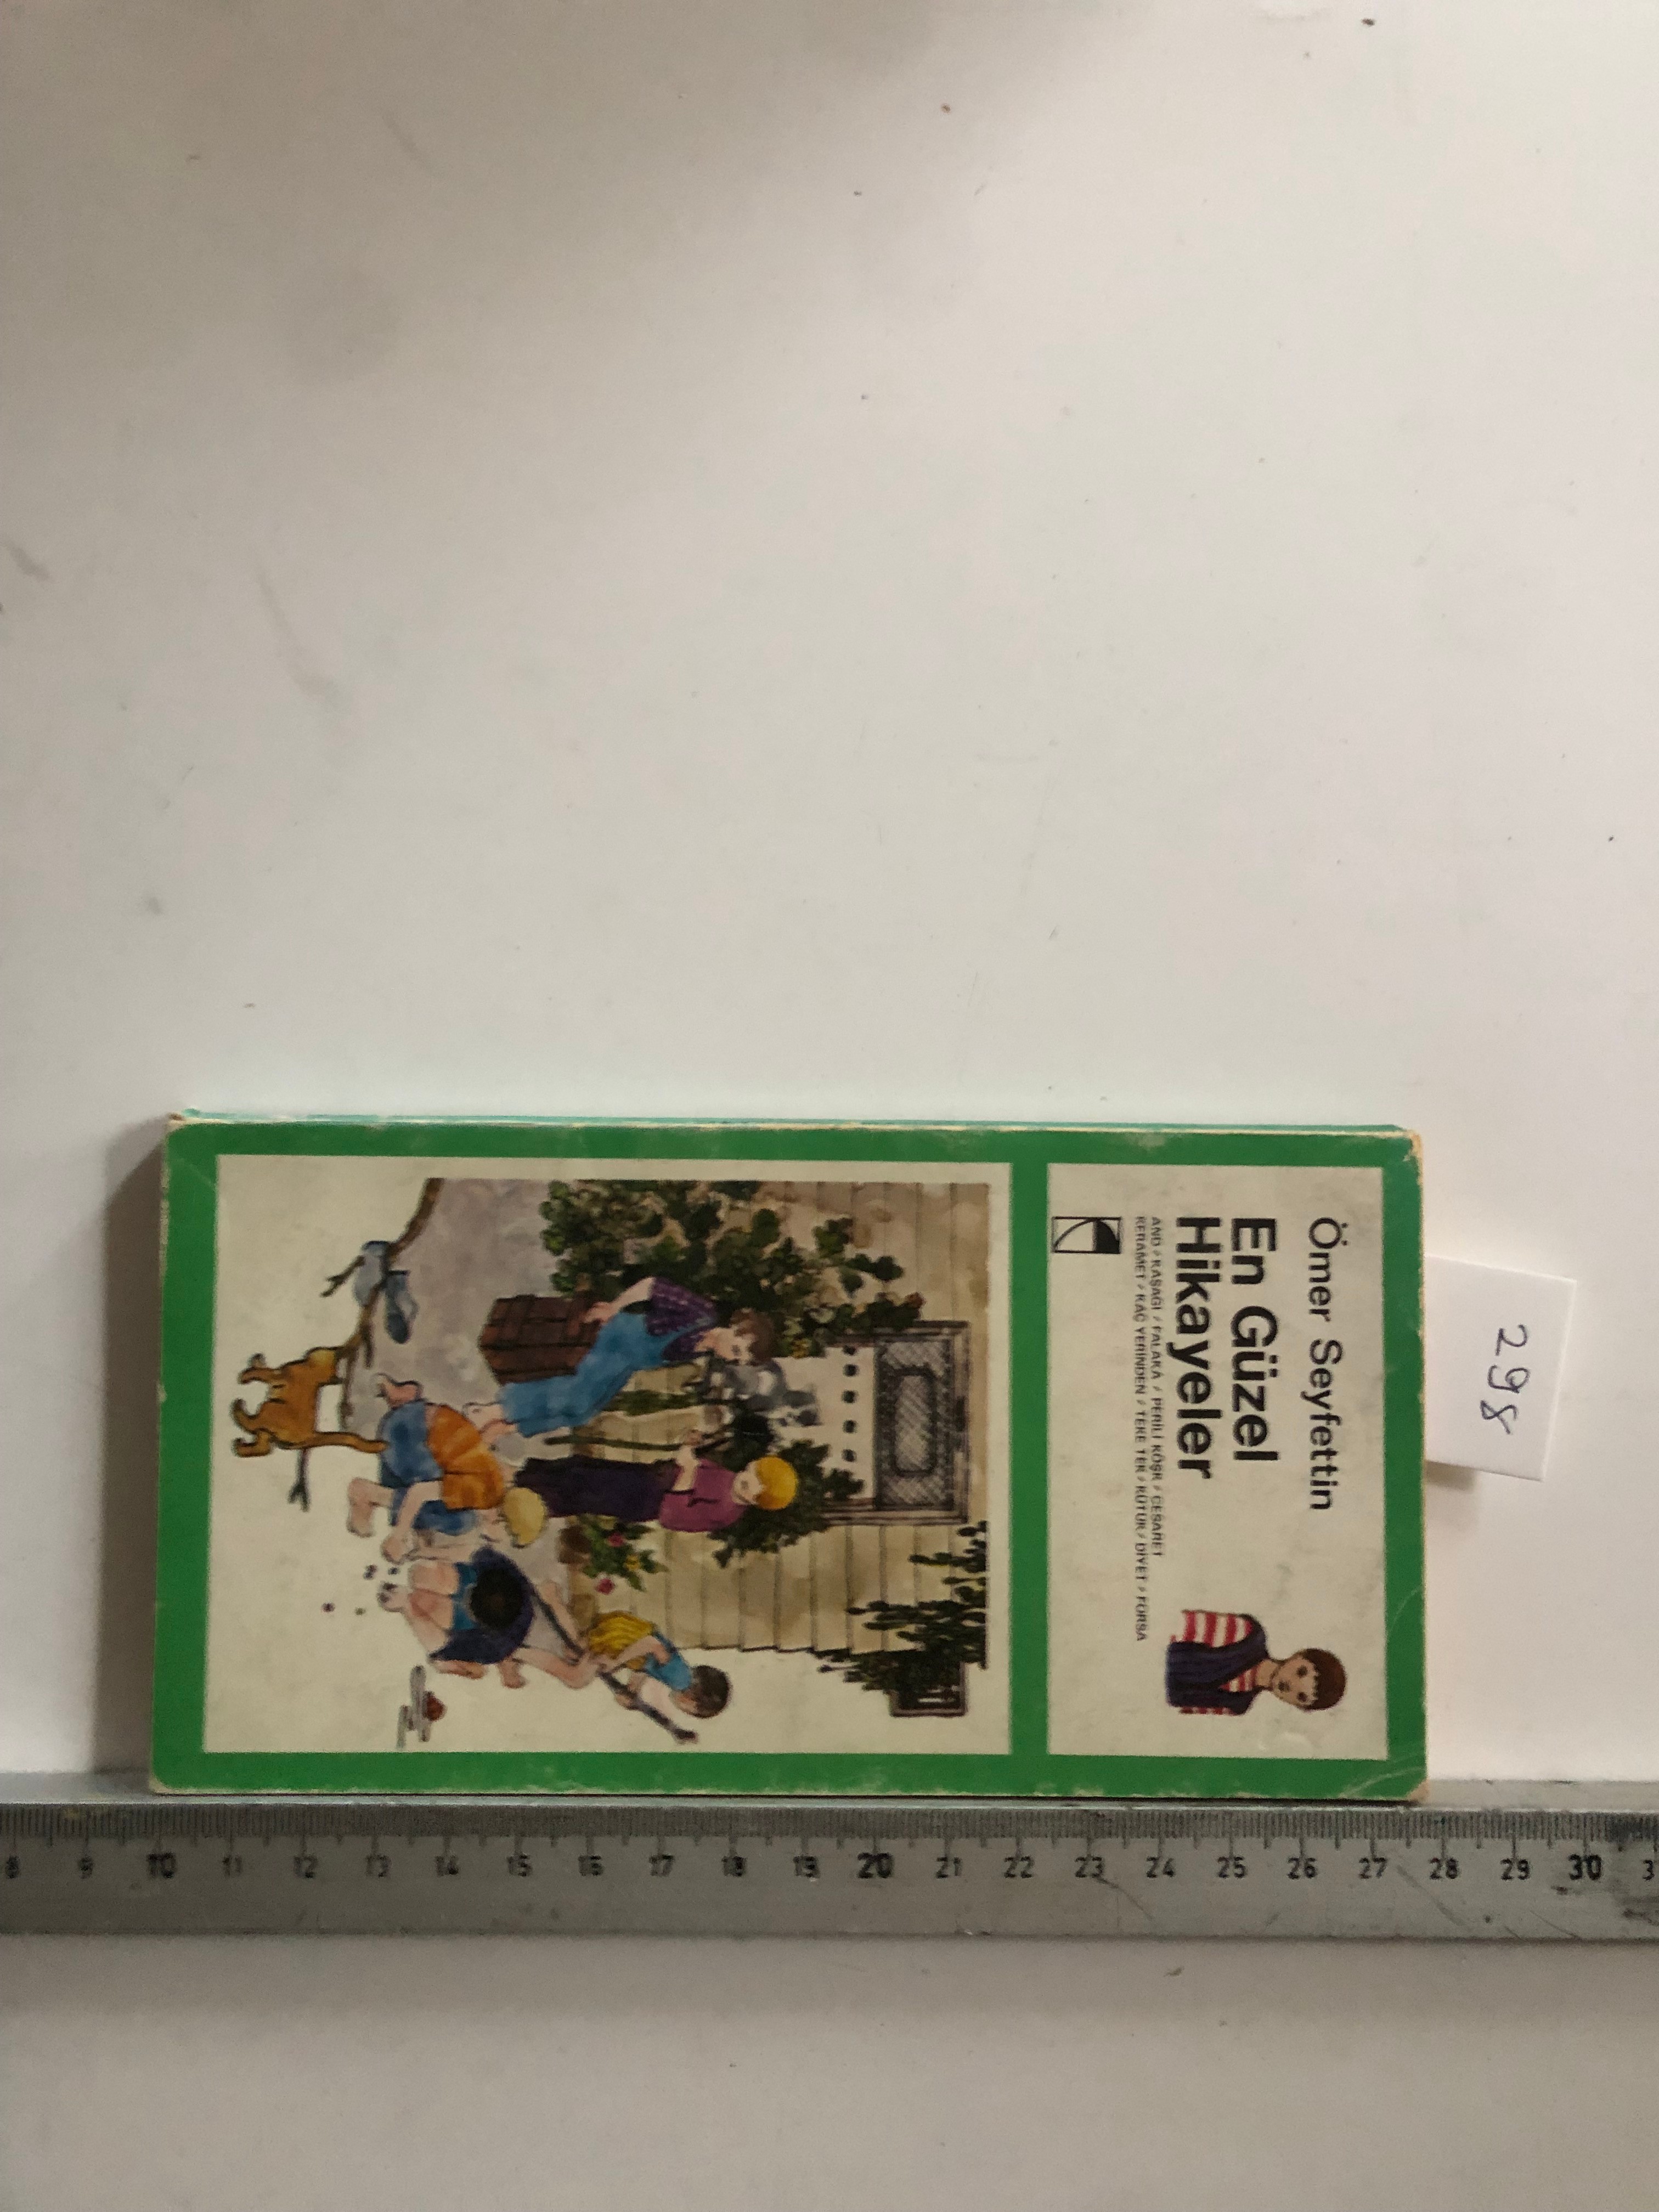 298
Ömer Seyfettin
En Güzel
Hikayeler
AND / KAŞAĞI / FALAKA / PERİLİ KÖŞK / CESARET
KERAMET / KAÇ YERİNDEN / TEKE TEK / KÜTÜK / DİYET / FORSA
8 9 10 11 12 13 14 15 16 17 18 19 20 21 22 23 24 25 26 27 28 29 30